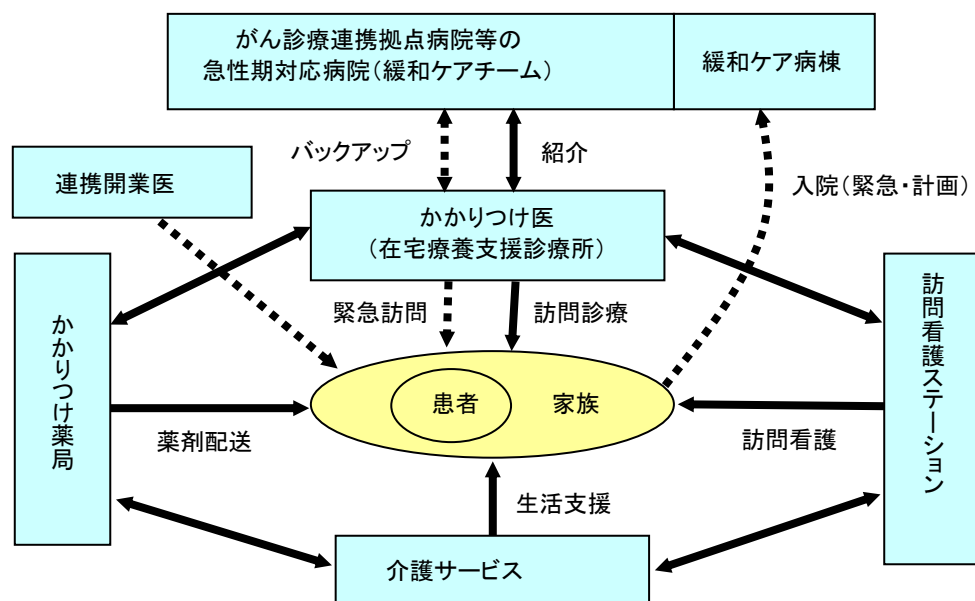 がん診療連携拠点病院等の
急性期対応病院（緩和ケアチーム）
緩和ケア病棟
バックアップ
紹介
連携開業医
入院（緊急・計画）
かかりつけ医
（在宅療養支援診療所）
緊急訪問
訪問診療
かかりつけ薬局
訪問看護ステーション
患者
家族
薬剤配送
訪問看護
生活支援
介護サービス